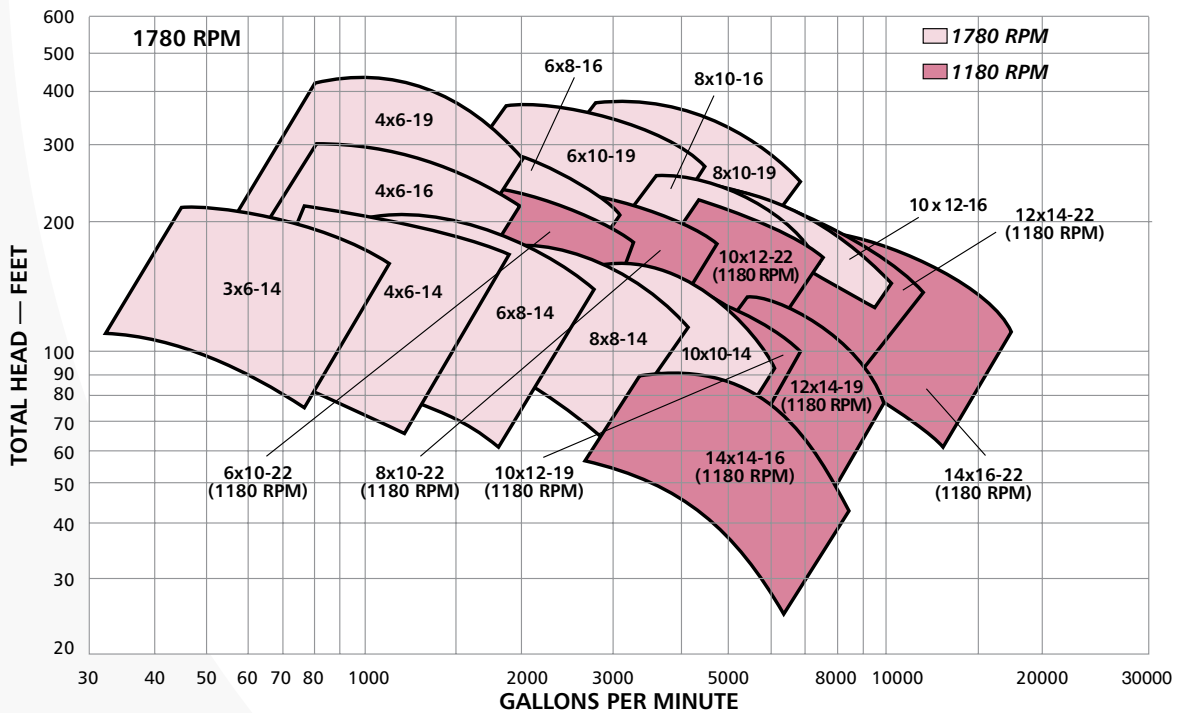 1780 RPM
1780 RPM
1180 RPM
TOTAL HEAD — FEET
600
500
400
300
200
100
90
80
70
60
50
40
30
20
6x8-16
8x10-16
4x6-19
6x10-19
8x10-19
4x6-16
10 x 12-16
12x14-22
(1180 RPM)
10x12-22
(1180 RPM)
3x6-14
4x6-14
6x8-14
8x8-14
10x10-14
12x14-19
(1180 RPM)
14x14-16
(1180 RPM)
6x10-22
(1180 RPM)
8x10-22
(1180 RPM)
10x12-19
(1180 RPM)
14x16-22
(1180 RPM)
30 40 50 60 70 80 1000 2000 3000 5000 8000 10000 20000 30000
GALLONS PER MINUTE